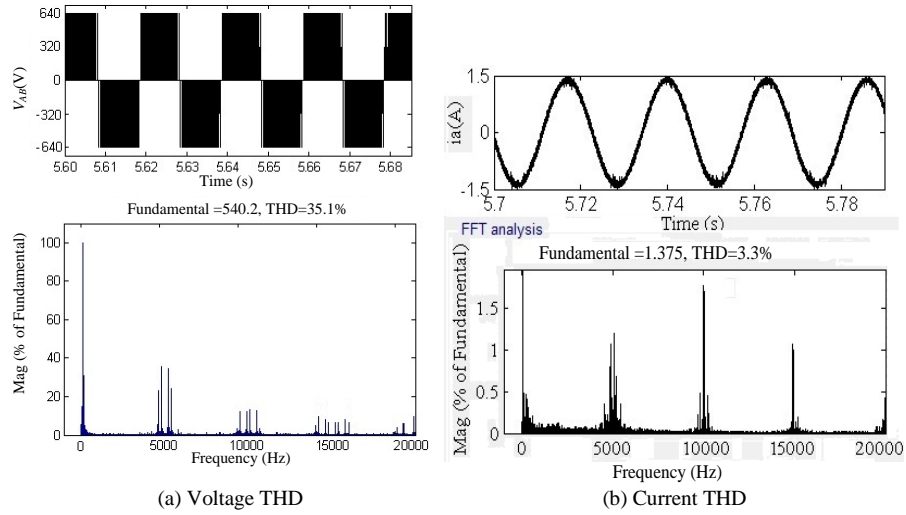 640
320
0
-320
-640
V_AB(V)
5.60 5.61 5.62 5.63 5.64 5.65 5.66 5.67 5.68
Time (s)
Fundamental =540.2, THD=35.1%
100
80
60
40
20
0
Mag (% of Fundamental)
0 5000 10000 15000 20000
Frequency (Hz)
(a) Voltage THD
1.5
0
-1.5
ia(A)
5.7 5.72 5.74 5.76 5.78
Time (s)
FFT analysis
Fundamental =1.375, THD=3.3%
1.5
1
0.5
0
Mag (% of Fundamental)
0 5000 10000 15000 20000
Frequency (Hz)
(b) Current THD